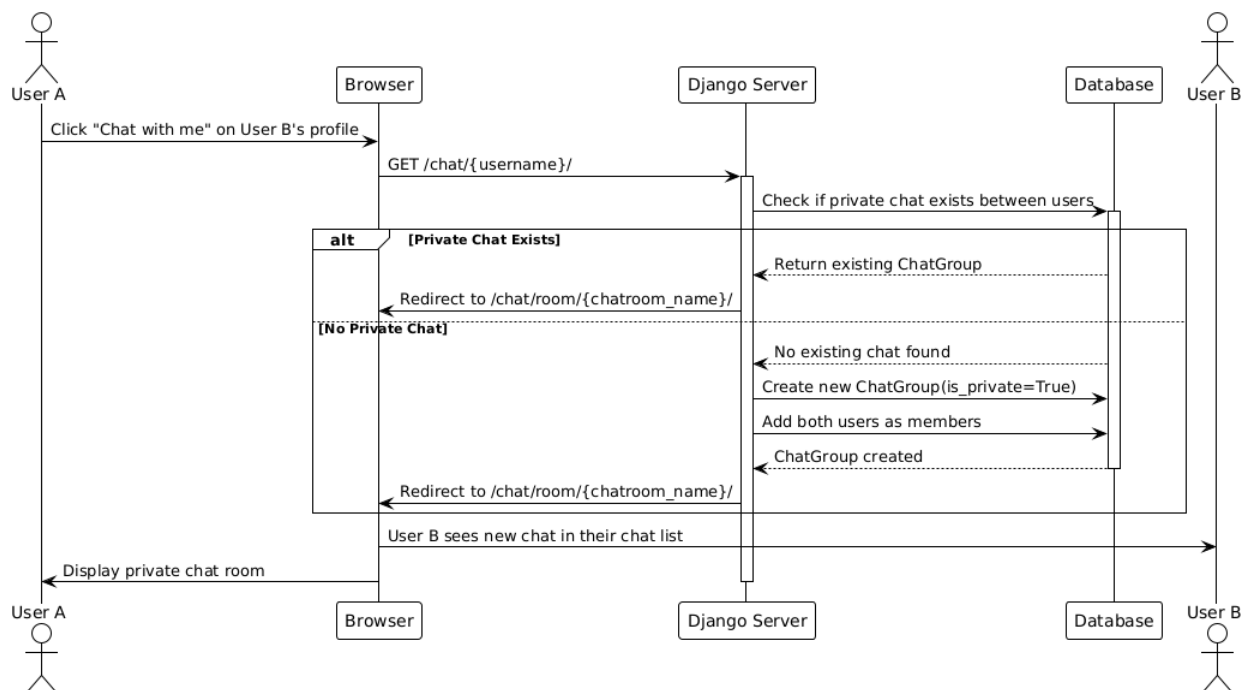 User A
User B
Browser
Django Server
Database
Click "Chat with me" on User B's profile
GET /chat/{username}/
Check if private chat exists between users
alt [Private Chat Exists]
Return existing ChatGroup
Redirect to /chat/room/{chatroom_name}/
[No Private Chat]
No existing chat found
Create new ChatGroup(is_private=True)
Add both users as members
ChatGroup created
Redirect to /chat/room/{chatroom_name}/
User B sees new chat in their chat list
Display private chat room
User A
Browser
Django Server
Database
User B